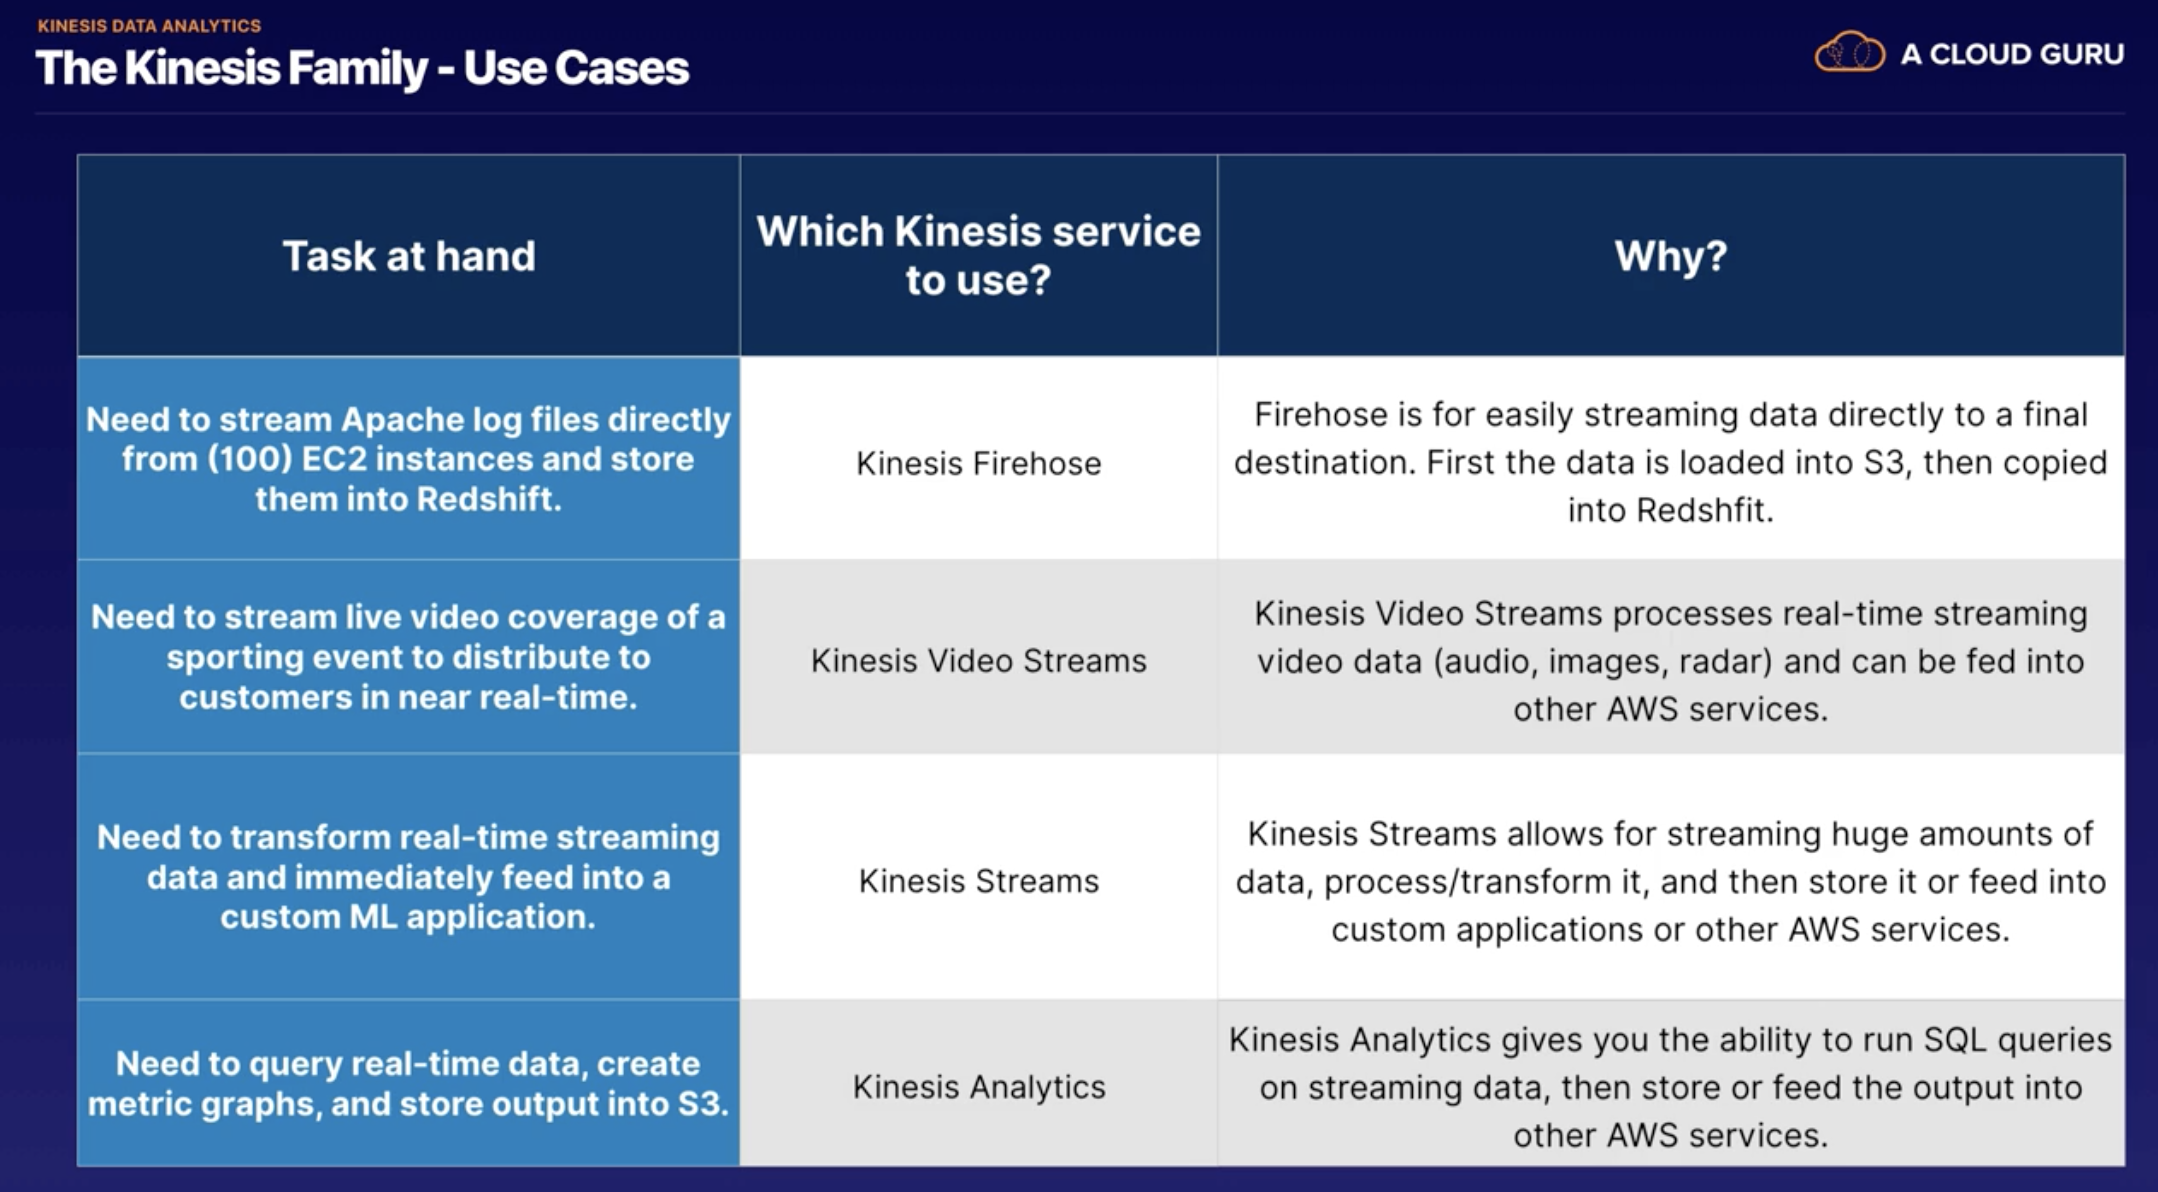 KINESIS DATA ANALYTICS
The Kinesis Family - Use Cases
A CLOUD GURU
Task at hand
Which Kinesis service
to use?
Why?
Need to stream Apache log files directly
from (100) EC2 instances and store
them into Redshift.
Kinesis Firehose
Firehose is for easily streaming data directly to a final
destination. First the data is loaded into S3, then copied
into Redshfit.
Need to stream live video coverage of a
sporting event to distribute to
customers in near real-time.
Kinesis Video Streams
Kinesis Video Streams processes real-time streaming
video data (audio, images, radar) and can be fed into
other AWS services.
Need to transform real-time streaming
data and immediately feed into a
custom ML application.
Kinesis Streams
Kinesis Streams allows for streaming huge amounts of
data, process/transform it, and then store it or feed into
custom applications or other AWS services.
Need to query real-time data, create
metric graphs, and store output into S3.
Kinesis Analytics
Kinesis Analytics gives you the ability to run SQL queries
on streaming data, then store or feed the output into
other AWS services.